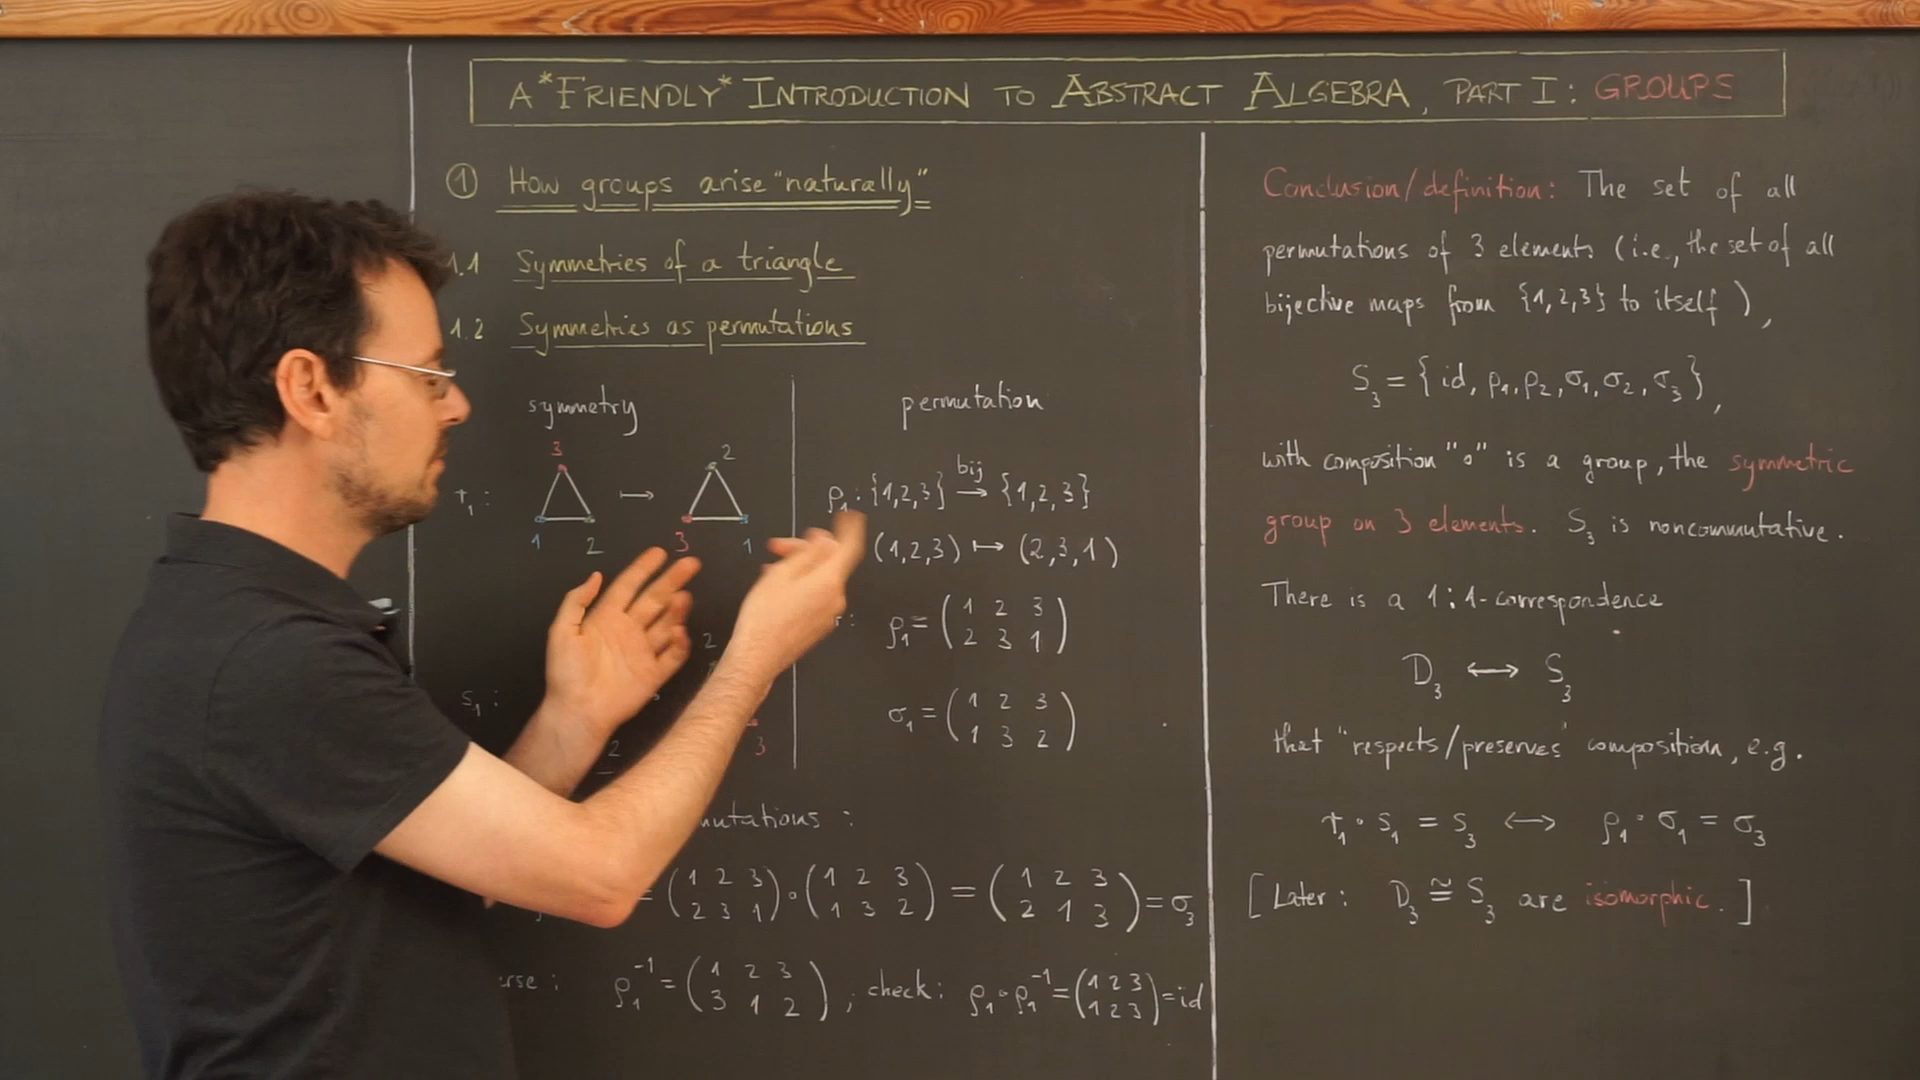 A *FRIENDLY* INTRODUCTION TO ABSTRACT ALGEBRA, PART I: GROUPS
① How groups arise "naturally"
1.1 Symmetries of a triangle
1.2 Symmetries as permutations
symmetry
3 2
r₁: ↦
1 2 3 1
2
s₁:
2 3
permutation
ρ₁: {1,2,3} bij→ {1,2,3}
(1,2,3) ↦ (2,3,1)
ρ₁ = (1 2 3
2 3 1)
σ₁ = (1 2 3
1 3 2)
= (1 2 3 / 2 3 1) ∘ (1 2 3 / 1 3 2) = (1 2 3 / 2 1 3) = σ₃
ρ₁⁻¹ = (1 2 3 / 3 1 2), check: ρ₁∘ρ₁⁻¹ = (1 2 3 / 1 2 3) = id
Conclusion/definition: The set of all
permutations of 3 elements (i.e., the set of all
bijective maps from {1,2,3} to itself),
S₃ = {id, ρ₁, ρ₂, σ₁, σ₂, σ₃},
with composition "∘" is a group, the symmetric
group on 3 elements. S₃ is noncommutative.
There is a 1:1-correspondence
D₃ ↔ S₃
that "respects/preserves" composition, e.g.
r₁∘s₁ = s₃ ↔ ρ₁∘σ₁ = σ₃
[Later: D₃ ≅ S₃ are isomorphic.]